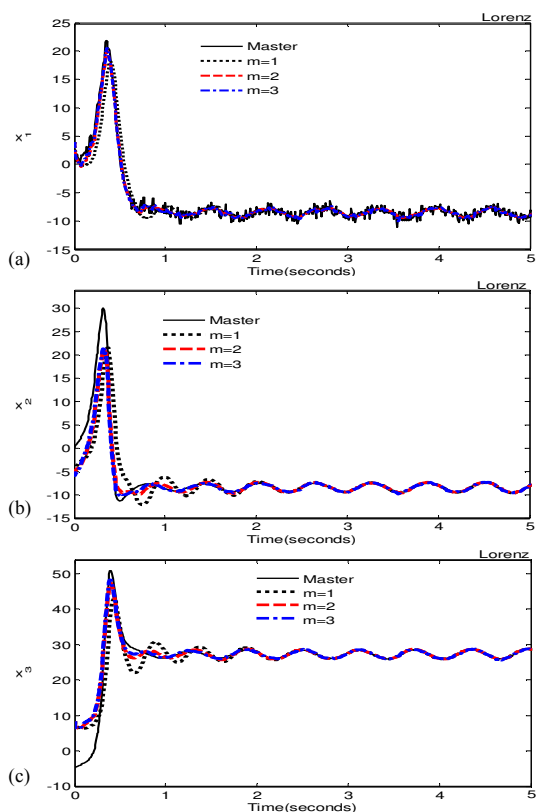 Lorenz
25
20
15
10
5
0
-5
-10
-15
x1
Master
m=1
m=2
m=3
0 1 2 3 4 5
Time(seconds)
(a)
Lorenz
30
25
20
15
10
5
0
-5
-10
-15
x2
Master
m=1
m=2
m=3
0 1 2 3 4 5
Time(seconds)
(b)
Lorenz
50
40
30
20
10
0
-10
x3
Master
m=1
m=2
m=3
0 1 2 3 4 5
Time(seconds)
(c)